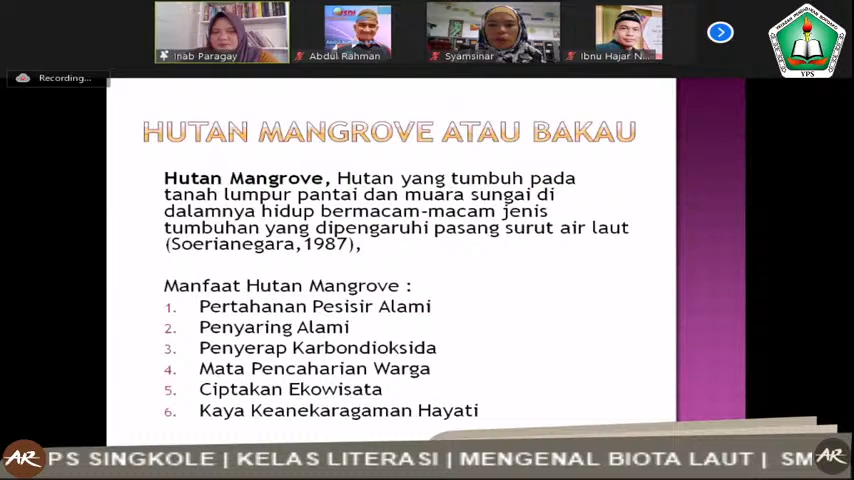 Inab Paragay
Abdul Rahman
Syamsinar
Ibnu Hajar N...
YPS
Recording...
HUTAN MANGROVE ATAU BAKAU
Hutan Mangrove, Hutan yang tumbuh pada
tanah lumpur pantai dan muara sungai di
dalamnya hidup bermacam-macam jenis
tumbuhan yang dipengaruhi pasang surut air laut
(Soerianegara,1987),
Manfaat Hutan Mangrove :
1. Pertahanan Pesisir Alami
2. Penyaring Alami
3. Penyerap Karbondioksida
4. Mata Pencaharian Warga
5. Ciptakan Ekowisata
6. Kaya Keanekaragaman Hayati
AR PS SINGKOLE | KELAS LITERASI | MENGENAL BIOTA LAUT | SM AR